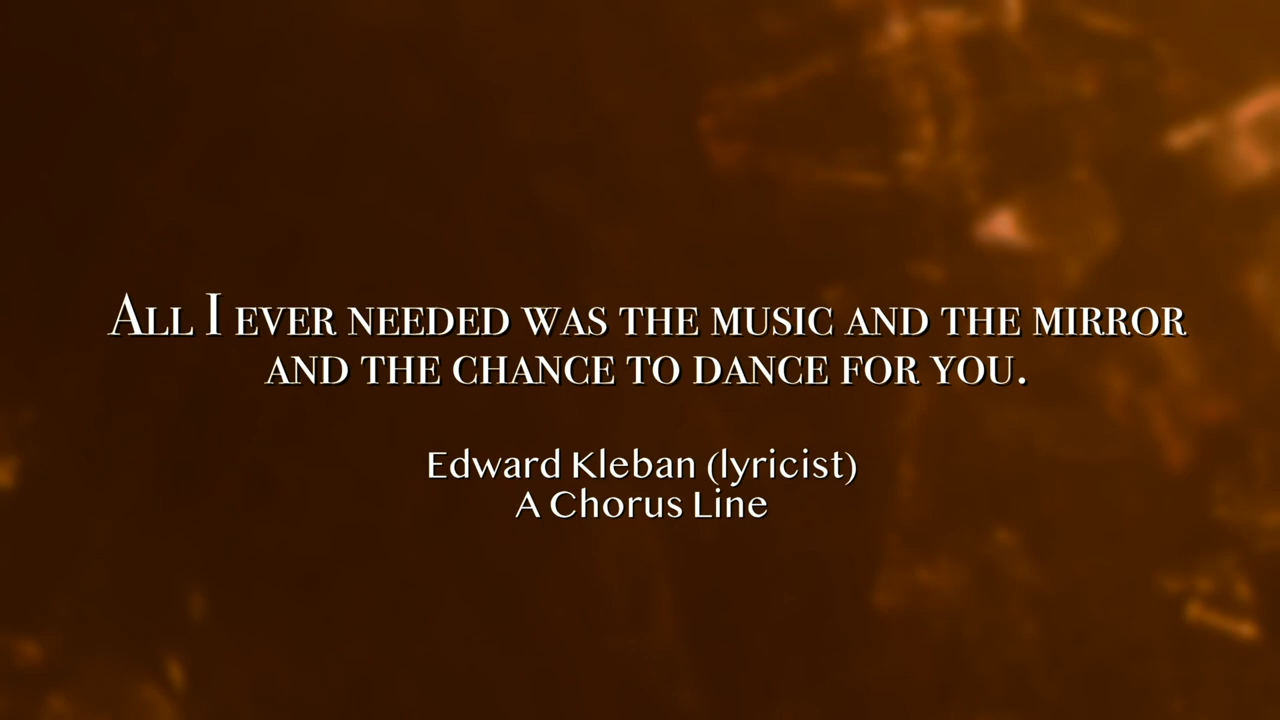 All I ever needed was the music and the mirror
and the chance to dance for you.
Edward Kleban (lyricist)
A Chorus Line